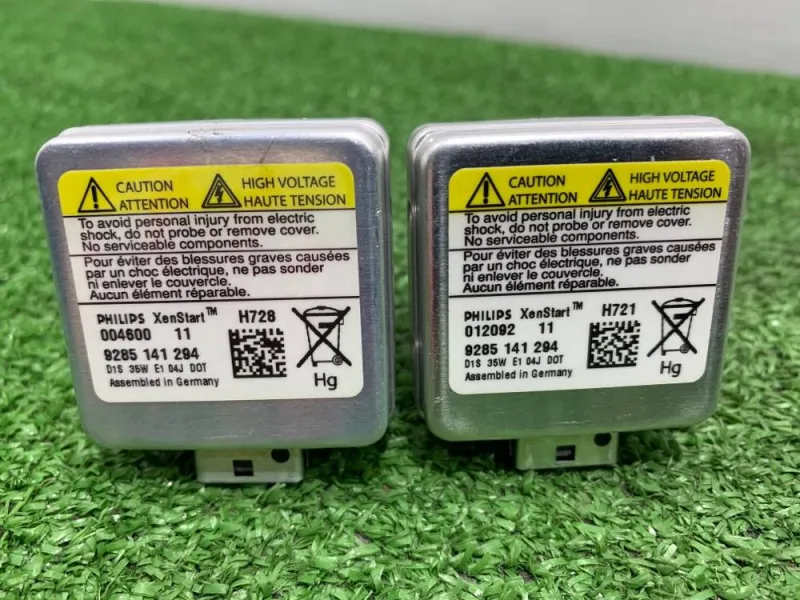 CAUTION
ATTENTION
HIGH VOLTAGE
HAUTE TENSION
To avoid personal injury from electric
shock, do not probe or remove cover.
No serviceable components.
Pour éviter des blessures graves causées
par un choc électrique, ne pas sonder
ni enlever le couvercle.
Aucun élément réparable.
PHILIPS XenStart™ H728
004600 11
9285 141 294
D1S 35W E1 04J DOT
Assembled in Germany
Hg
CAUTION
ATTENTION
HIGH VOLTAGE
HAUTE TENSION
To avoid personal injury from electric
shock, do not probe or remove cover.
No serviceable components.
Pour éviter des blessures graves causées
par un choc électrique, ne pas sonder
ni enlever le couvercle.
Aucun élément réparable.
PHILIPS XenStart™ H721
012092 11
9285 141 294
D1S 35W E1 04J DOT
Assembled in Germany
Hg